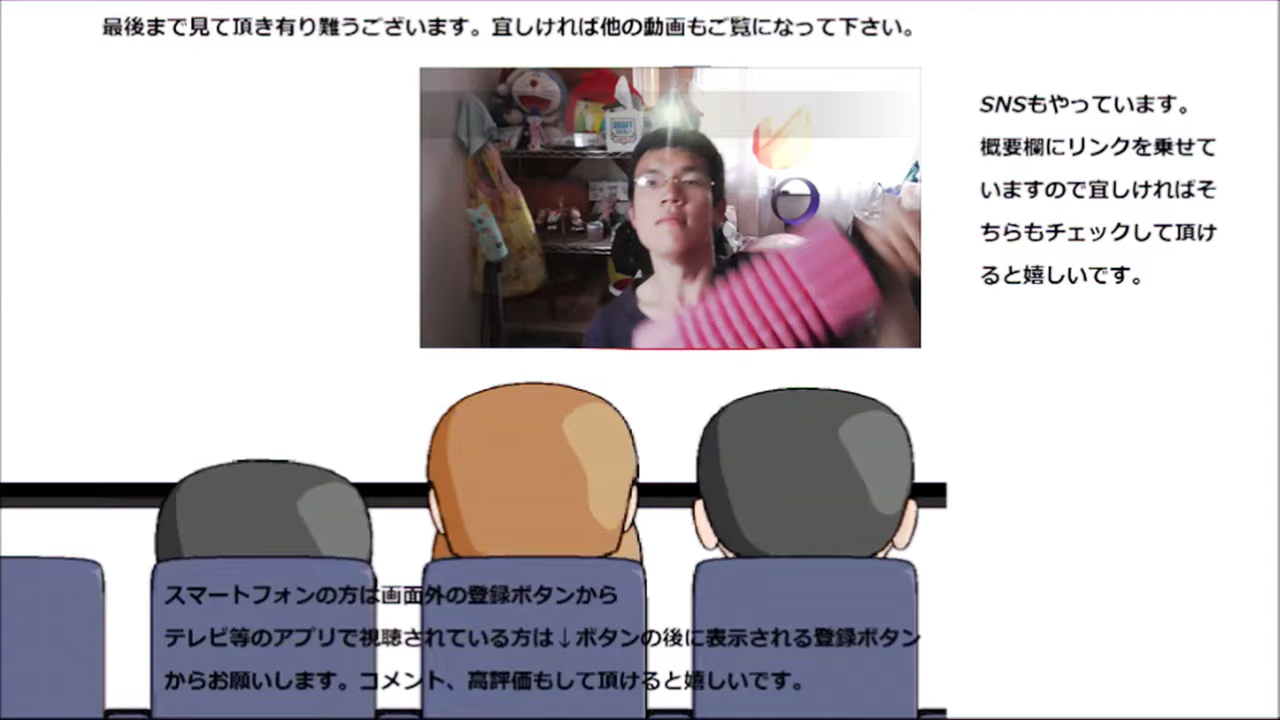 最後まで見て頂き有り難うございます。宜しければ他の動画もご覧になって下さい。
SNSもやっています。
概要欄にリンクを乗せて
いますので宜しければそ
ちらもチェックして頂け
ると嬉しいです。
スマートフォンの方は画面外の登録ボタンから
テレビ等のアプリで視聴されている方は↓ボタンの後に表示される登録ボタン
からお願いします。コメント、高評価もして頂けると嬉しいです。